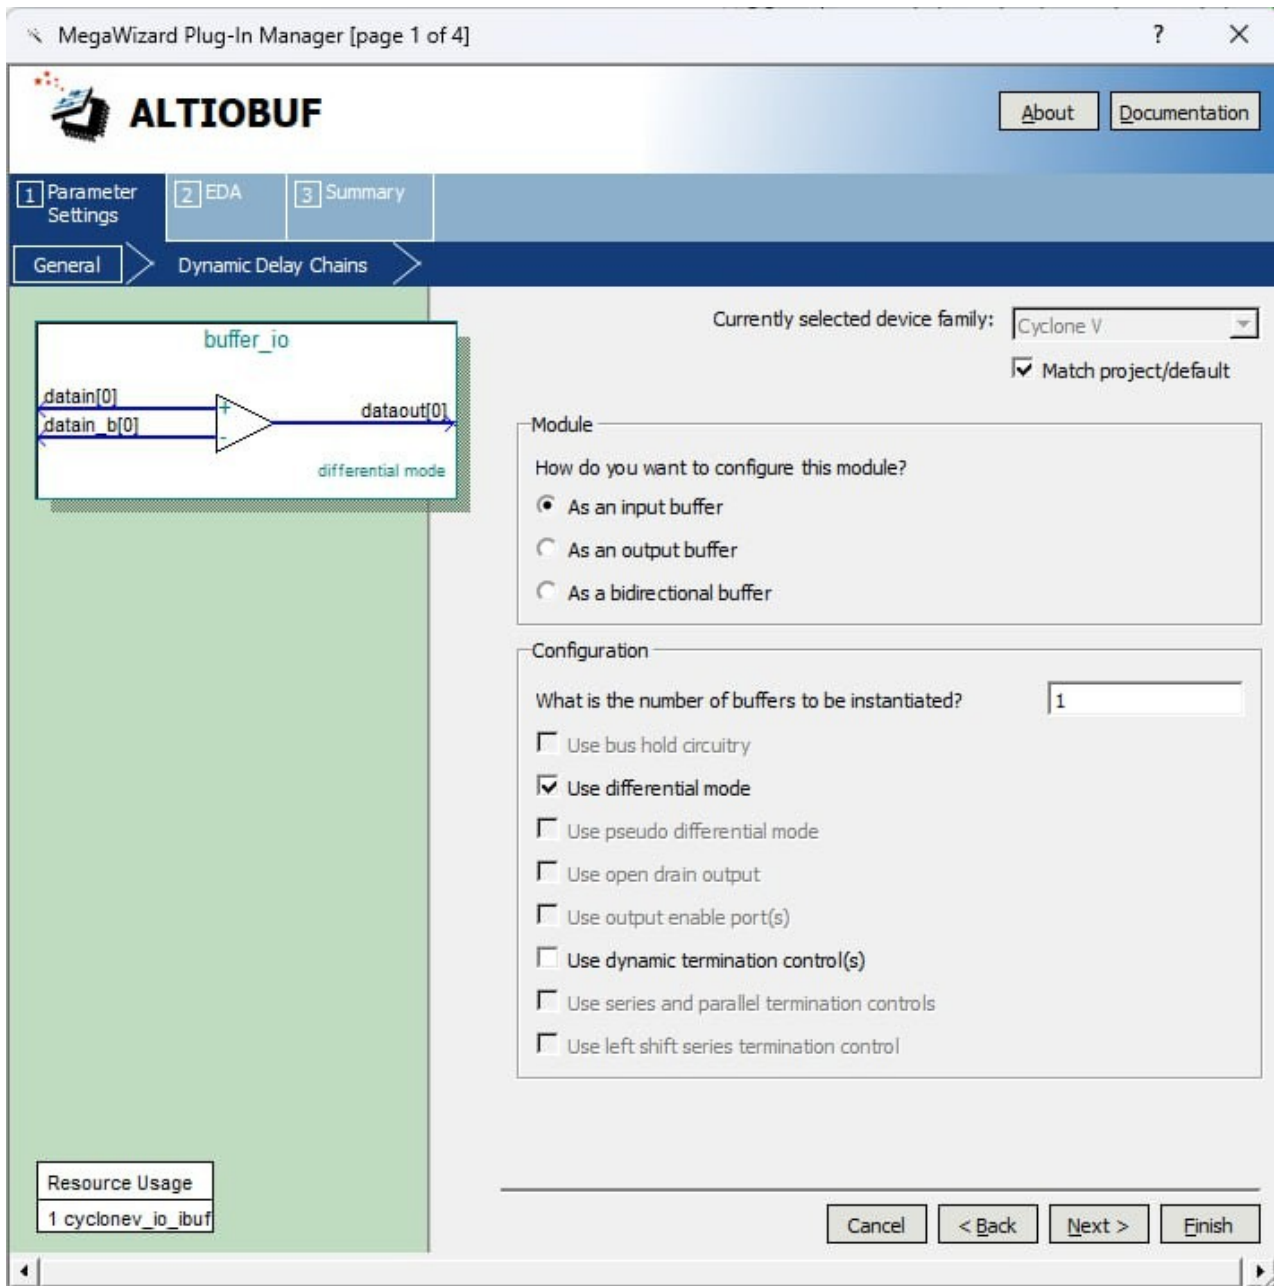 MegaWizard Plug-In Manager [page 1 of 4]
?
ALTIOBUF
About
Documentation
1 Parameter Settings
2 EDA
3 Summary
General
Dynamic Delay Chains
buffer_io
datain[0]
datain_b[0]
+
-
dataout[0]
differential mode
Currently selected device family:
Cyclone V
Match project/default
Module
How do you want to configure this module?
As an input buffer
As an output buffer
As a bidirectional buffer
Configuration
What is the number of buffers to be instantiated?
1
Use bus hold circuitry
Use differential mode
Use pseudo differential mode
Use open drain output
Use output enable port(s)
Use dynamic termination control(s)
Use series and parallel termination controls
Use left shift series termination control
Resource Usage
1 cyclonev_io_ibuf
Cancel
< Back
Next >
Finish